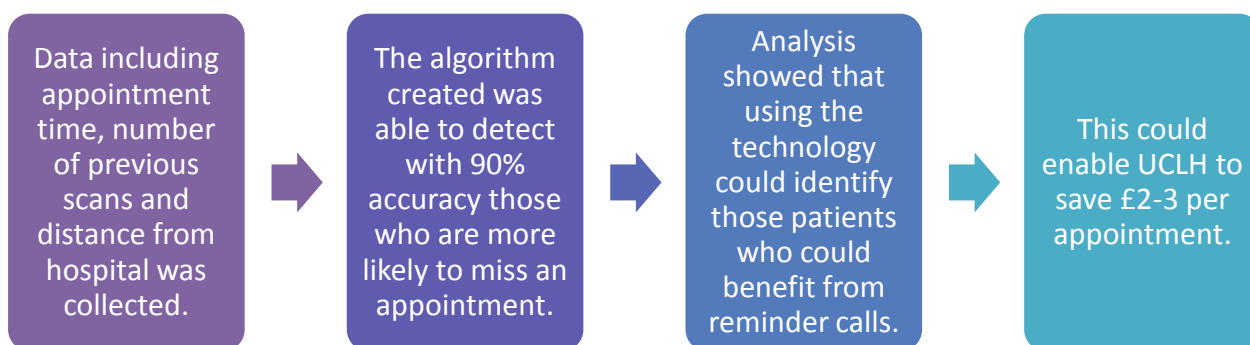 Data including
appointment
time, number
of previous
scans and
distance from
hospital was
collected.
The algorithm
created was
able to detect
with 90%
accuracy those
who are more
likely to miss an
appointment.
Analysis
showed that
using the
technology
could identify
those patients
who could
benefit from
reminder calls.
This could
enable UCLH to
save £2-3 per
appointment.